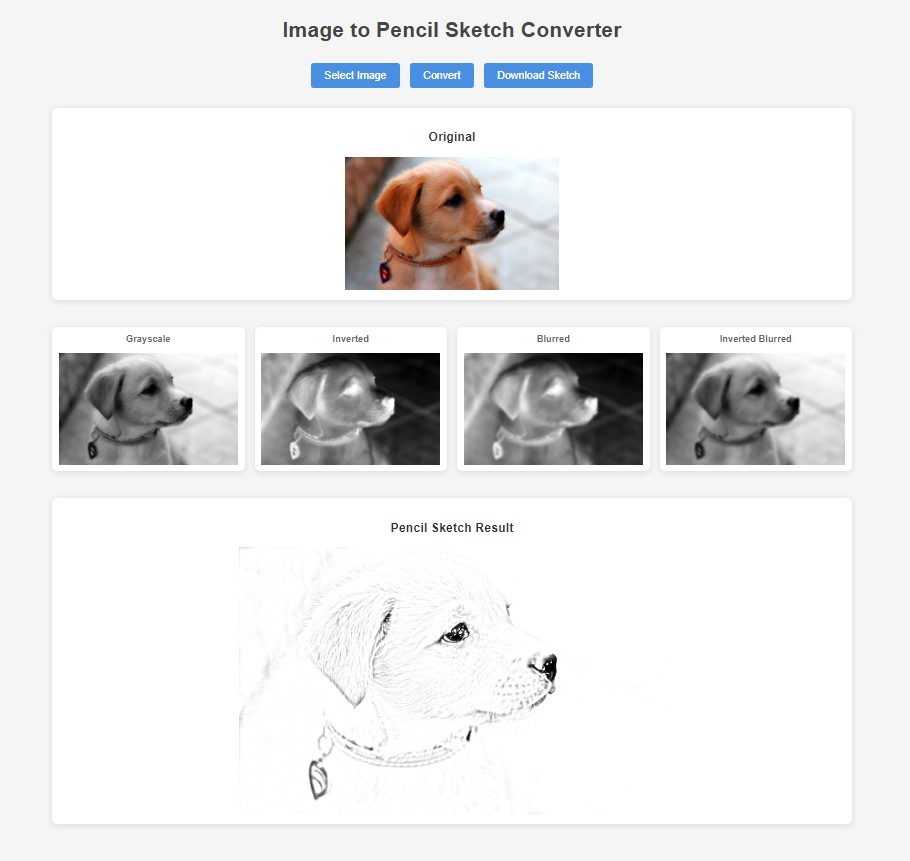 Image to Pencil Sketch Converter
Select Image
Convert
Download Sketch
Original
Grayscale
Inverted
Blurred
Inverted Blurred
Pencil Sketch Result